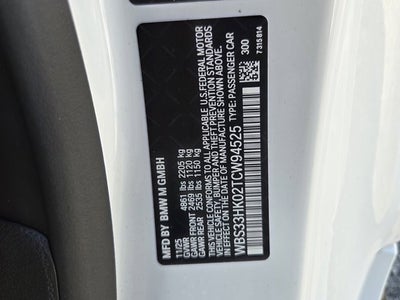 MFD BY BMW M GMBH
11/25
GVWR 4861 lbs 2205 kg
GAWR FRONT 2469 lbs 1120 kg
GAWR REAR 2535 lbs 1150 kg
THIS VEHICLE CONFORMS TO ALL APPLICABLE U.S.FEDERAL MOTOR
VEHICLE SAFETY, BUMPER AND THEFT PREVENTION STANDARDS
IN EFFECT ON THE DATE OF MANUFACTURE SHOWN ABOVE.
WBS33HK02TCW94525 TYPE: PASSENGER CAR
300
7 315 814